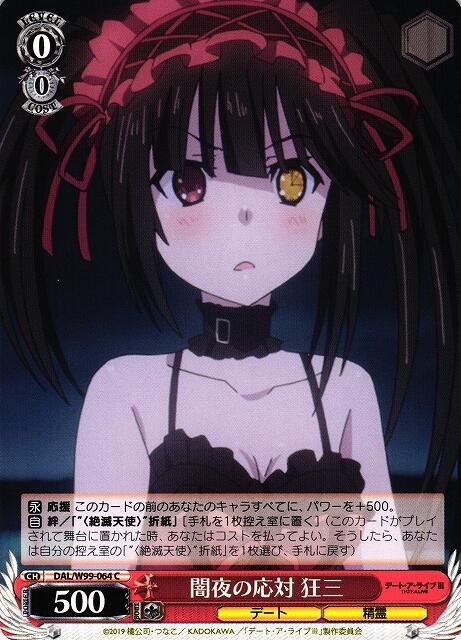 LEVEL
0
0
COST
永 応援 このカードの前のあなたのキャラすべてに、パワーを+500。
自 絆/「"〈絶滅天使〉"折紙」 [手札を1枚控え室に置く] (このカードがプレイ
されて舞台に置かれた時、あなたはコストを払ってよい。そうしたら、あなた
は自分の控え室の「"〈絶滅天使〉"折紙」を1枚選び、手札に戻す)
CH DAL/W99-064 C
POWER
500
闇夜の応対 狂三
デート・ア・ライブⅢ
DATE A LIVE
デート
精霊
©2019 橘公司・つなこ/KADOKAWA/「デート・ア・ライブⅢ」製作委員会